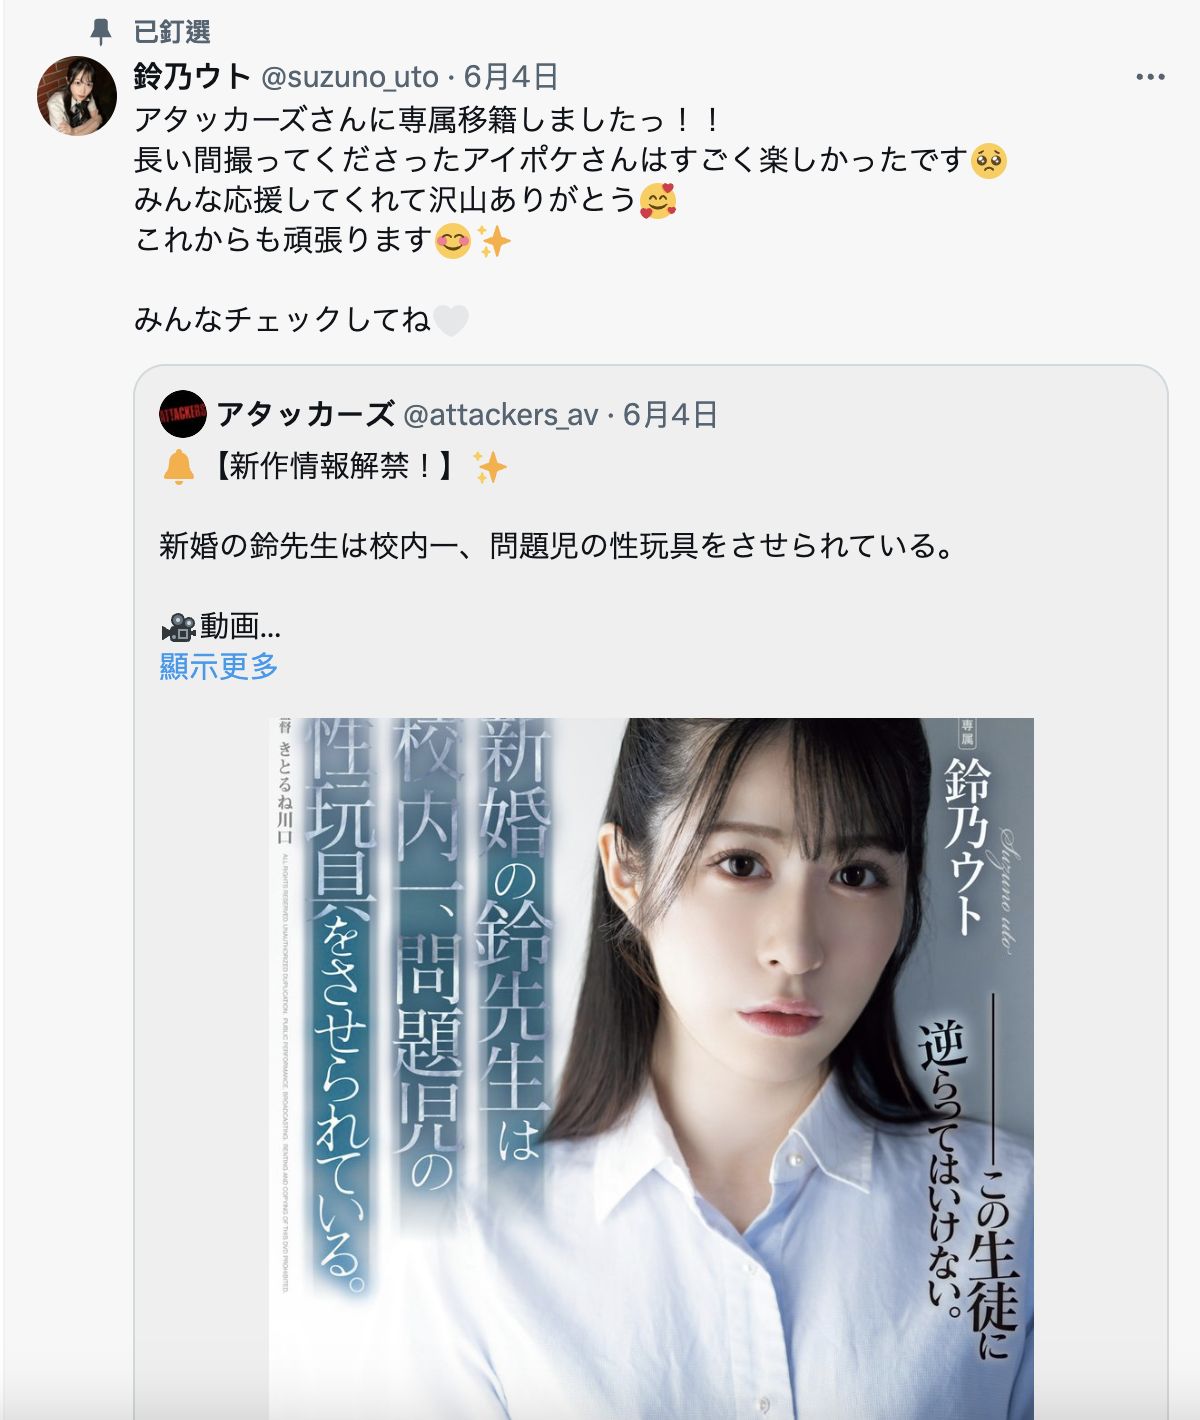 已釘選
鈴乃ウト @suzuno_uto · 6月4日
アタッカーズさんに専属移籍しましたっ！！
長い間撮ってくださったアイポケさんはすごく楽しかったです🥺
みんな応援してくれて沢山ありがとう🥰
これからも頑張ります😊✨
みんなチェックしてね🤍
ATTACKERS
アタッカーズ @attackers_av · 6月4日
🔔【新作情報解禁！】✨
新婚の鈴先生は校内一、問題児の性玩具をさせられている。
🎥動画...
顯示更多
専属
鈴乃ウト
Suzuno uto
――この生徒に
逆らってはいけない。
新婚の鈴先生は
校内一、問題児の
性玩具をさせられている。
督 きとるね川口
ALL RIGHTS RESERVED. UNAUTHORIZED DUPLICATION, PUBLIC PERFORMANCE, BROADCASTING, RENTING AND COPYING OF THIS DVD PROHIBITED.